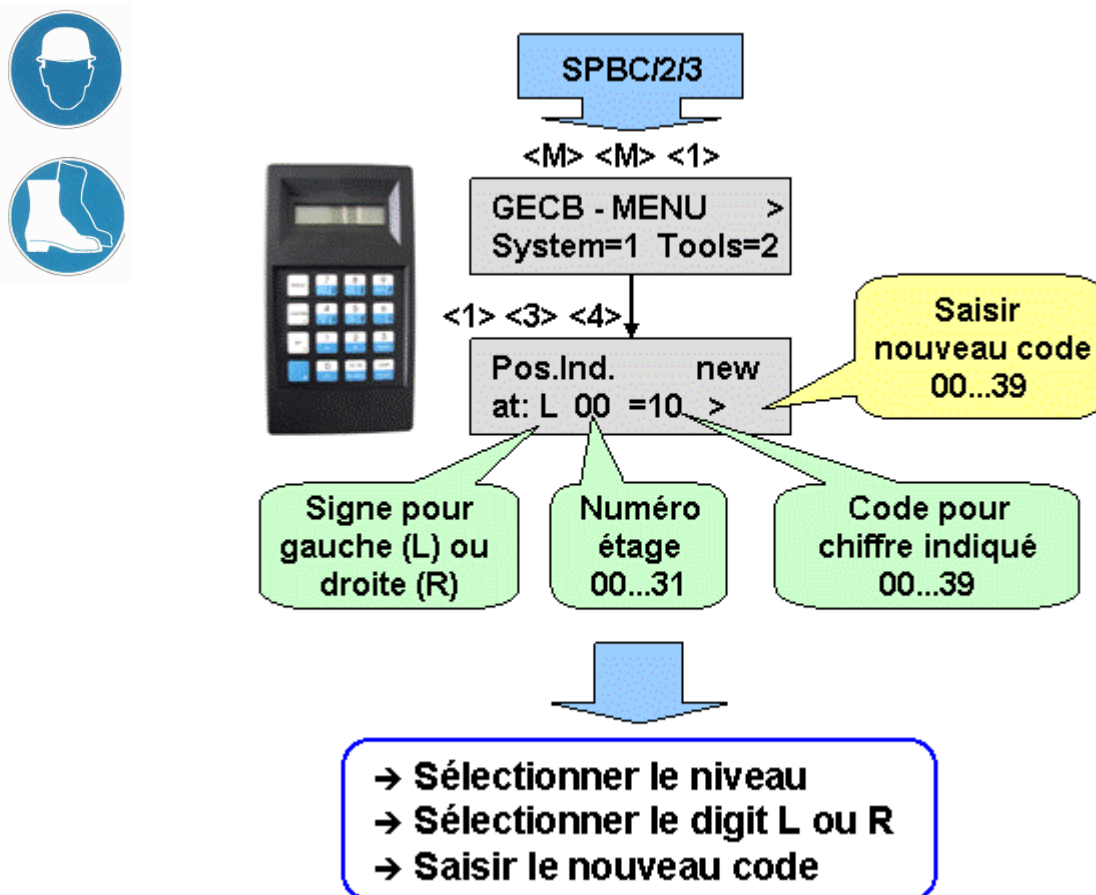 SPBC/2/3
<M> <M> <1>
GECB - MENU >
System=1 Tools=2
<1> <3> <4>
Pos.Ind. new
at: L 00 =10 >
Saisir
nouveau code
00...39
Signe pour
gauche (L) ou
droite (R)
Numéro
étage
00...31
Code pour
chiffre indiqué
00...39
→ Sélectionner le niveau
→ Sélectionner le digit L ou R
→ Saisir le nouveau code